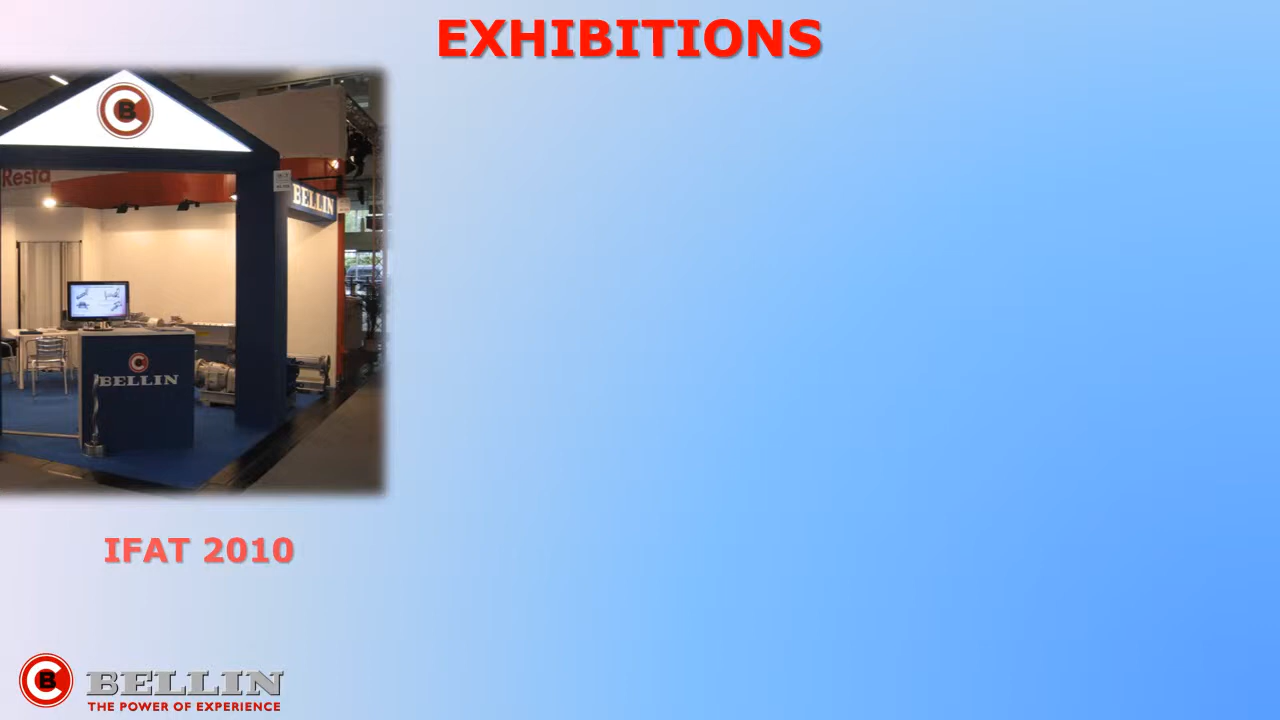 EXHIBITIONS
Resta
BELLIN
BELLIN
IFAT 2010
BELLIN
THE POWER OF EXPERIENCE